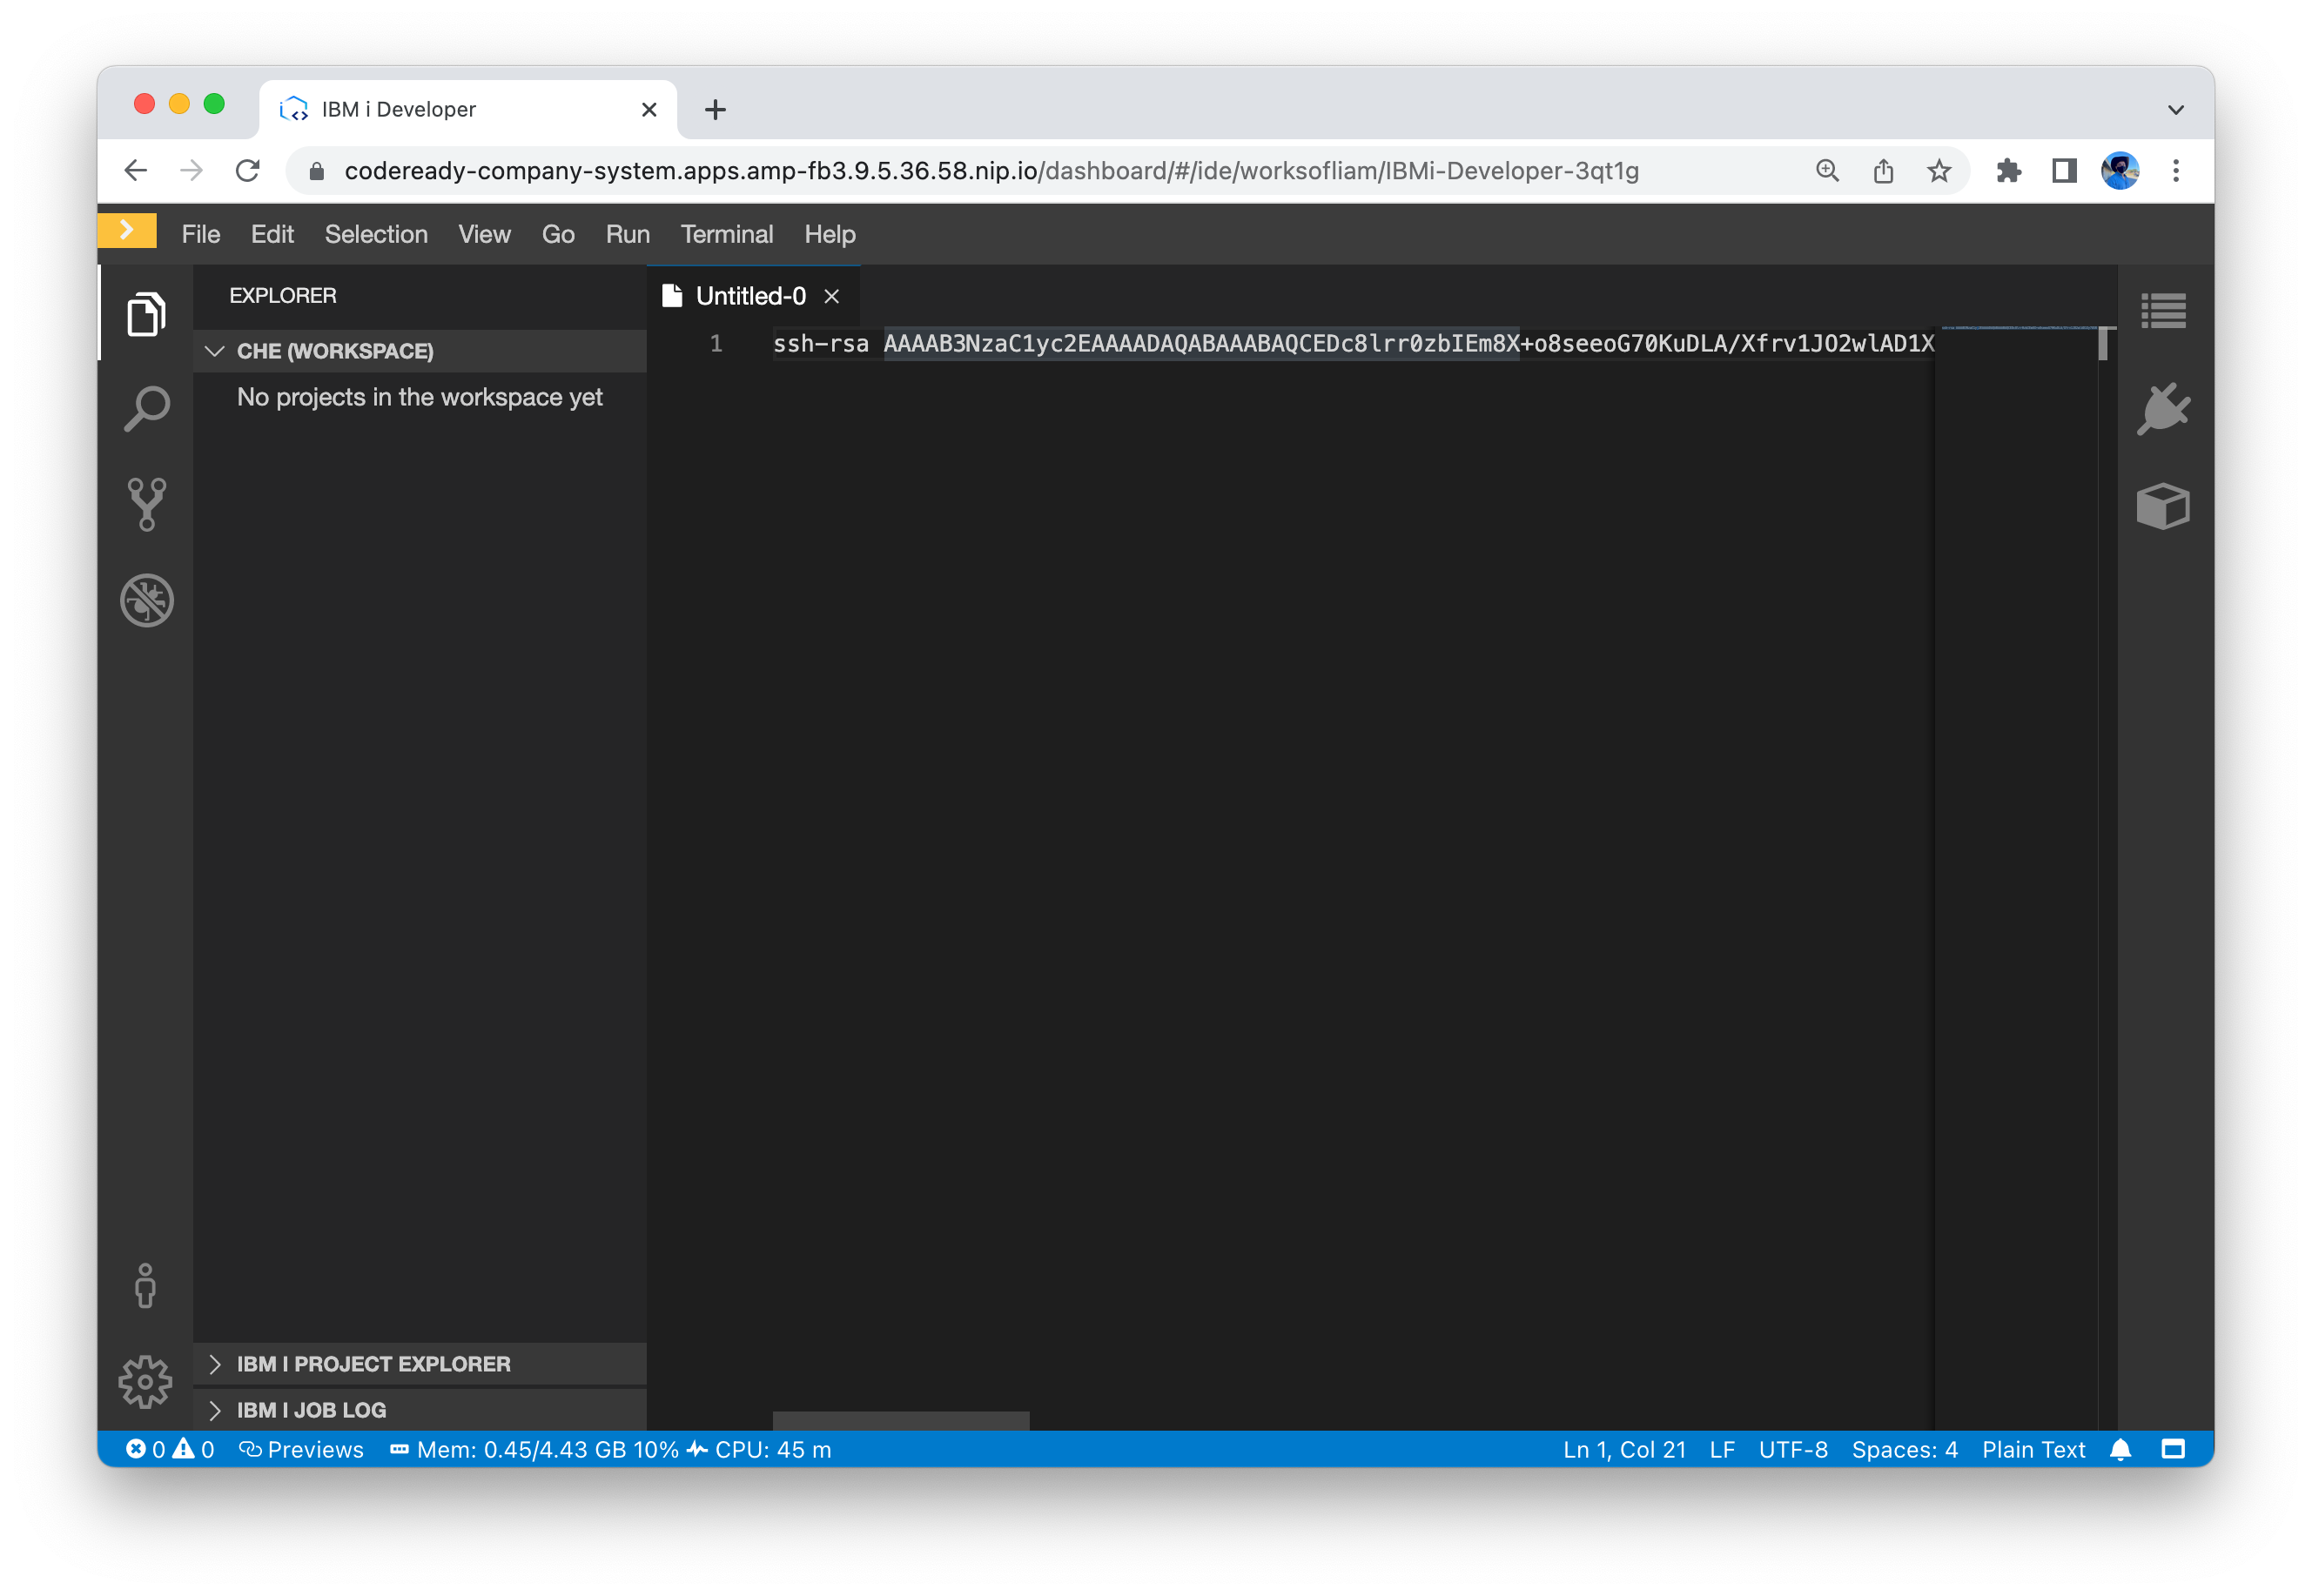 IBM i Developer
codeready-company-system.apps.amp-fb3.9.5.36.58.nip.io/dashboard/#/ide/worksofliam/IBMi-Developer-3qt1g
File Edit Selection View Go Run Terminal Help
EXPLORER
CHE (WORKSPACE)
No projects in the workspace yet
Untitled-0
1 ssh-rsa AAAAB3NzaC1yc2EAAAADAQABAAABAQCEDc8lrr0zbIEm8X+o8seeoG70KuDLA/Xfrv1JO2wlAD1X
IBM I PROJECT EXPLORER
IBM I JOB LOG
0 0 Previews Mem: 0.45/4.43 GB 10% CPU: 45 m Ln 1, Col 21 LF UTF-8 Spaces: 4 Plain Text